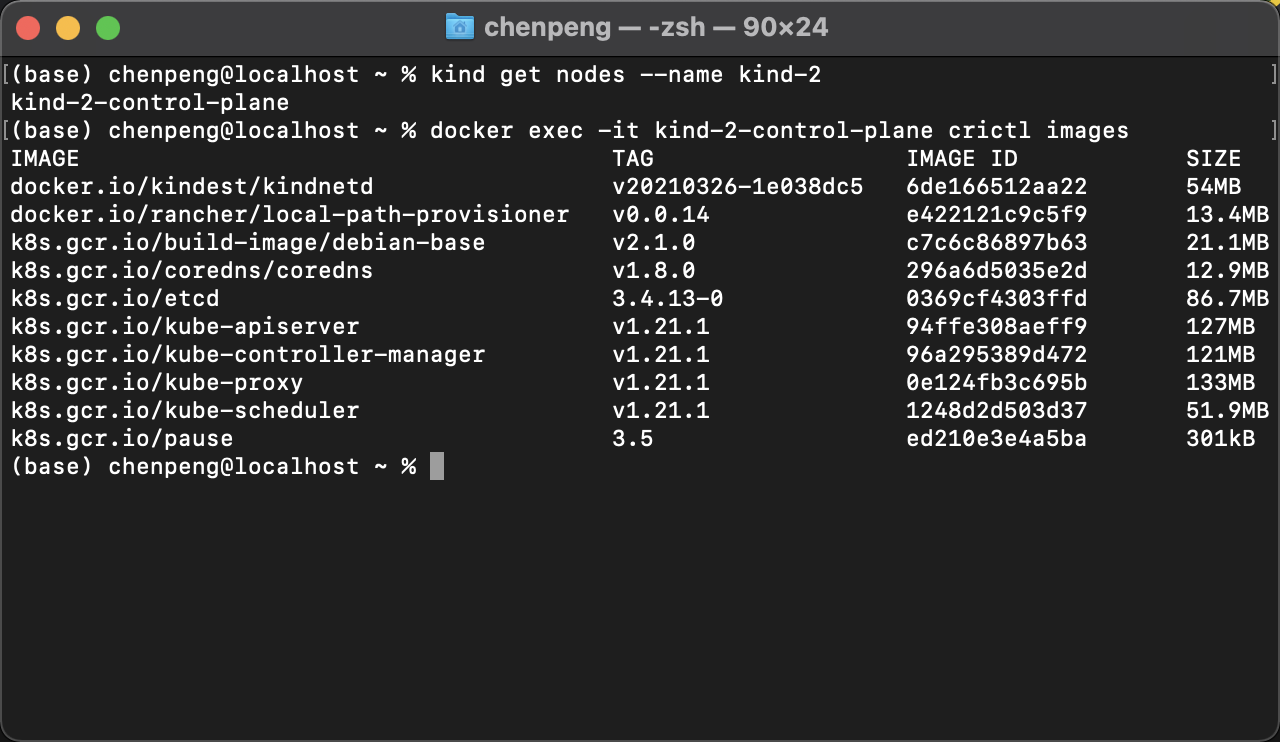 chenpeng — -zsh — 90×24
[(base) chenpeng@localhost ~ % kind get nodes --name kind-2 ]
kind-2-control-plane
[(base) chenpeng@localhost ~ % docker exec -it kind-2-control-plane crictl images ]
IMAGE TAG IMAGE ID SIZE
docker.io/kindest/kindnetd v20210326-1e038dc5 6de166512aa22 54MB
docker.io/rancher/local-path-provisioner v0.0.14 e422121c9c5f9 13.4MB
k8s.gcr.io/build-image/debian-base v2.1.0 c7c6c86897b63 21.1MB
k8s.gcr.io/coredns/coredns v1.8.0 296a6d5035e2d 12.9MB
k8s.gcr.io/etcd 3.4.13-0 0369cf4303ffd 86.7MB
k8s.gcr.io/kube-apiserver v1.21.1 94ffe308aeff9 127MB
k8s.gcr.io/kube-controller-manager v1.21.1 96a295389d472 121MB
k8s.gcr.io/kube-proxy v1.21.1 0e124fb3c695b 133MB
k8s.gcr.io/kube-scheduler v1.21.1 1248d2d503d37 51.9MB
k8s.gcr.io/pause 3.5 ed210e3e4a5ba 301kB
(base) chenpeng@localhost ~ %